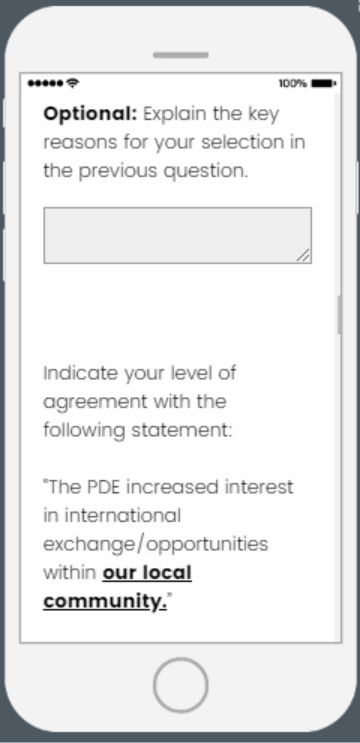 100%
Optional: Explain the key
reasons for your selection in
the previous question.
Indicate your level of
agreement with the
following statement:
"The PDE increased interest
in international
exchange/opportunities
within our local
community."